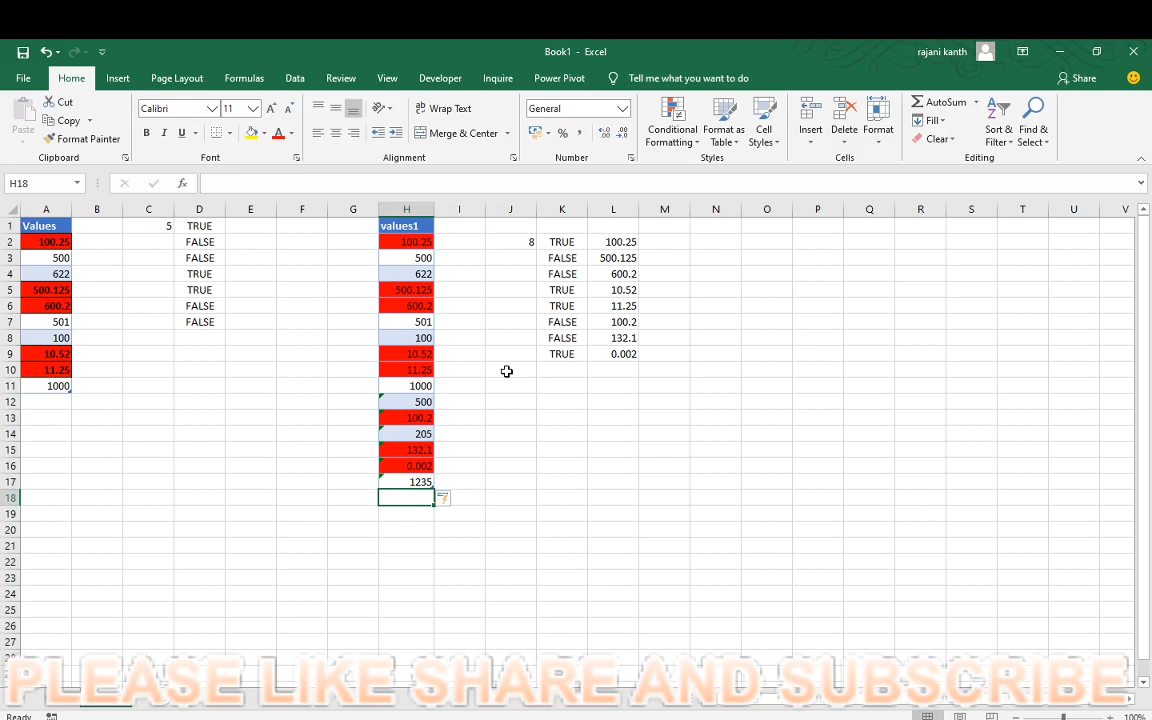 Book1 - Excel
rajani kanth
File Home Insert Page Layout Formulas Data Review View Developer Inquire Power Pivot Tell me what you want to do Share
Paste Cut Copy Format Painter
Clipboard
Calibri 11 A A B I U A
Font
ab Wrap Text Merge & Center
Alignment
General % , .0 .00 .00 .0
Number
Conditional Formatting Format as Table Cell Styles
Styles
Insert Delete Format
Cells
AutoSum Fill Clear Sort & Filter Find & Select
Editing
H18 fx
A B C D E F G H I J K L M N O P Q R S T U V
1 Values 5 TRUE values1
2 100.25 FALSE 100.25 8 TRUE 100.25
3 500 FALSE 500 FALSE 500.125
4 622 TRUE 622 FALSE 600.2
5 500.125 TRUE 500.125 TRUE 10.52
6 600.2 FALSE 600.2 TRUE 11.25
7 501 FALSE 501 FALSE 100.2
8 100 100 FALSE 132.1
9 10.52 10.52 TRUE 0.002
10 11.25 11.25
11 1000 1000
12 500
13 100.2
14 205
15 132.1
16 0.002
17 1235
18
19
20
21
22
23
24
25
26
27
28
PLEASE LIKE SHARE AND SUBSCRIBE
Ready 100%